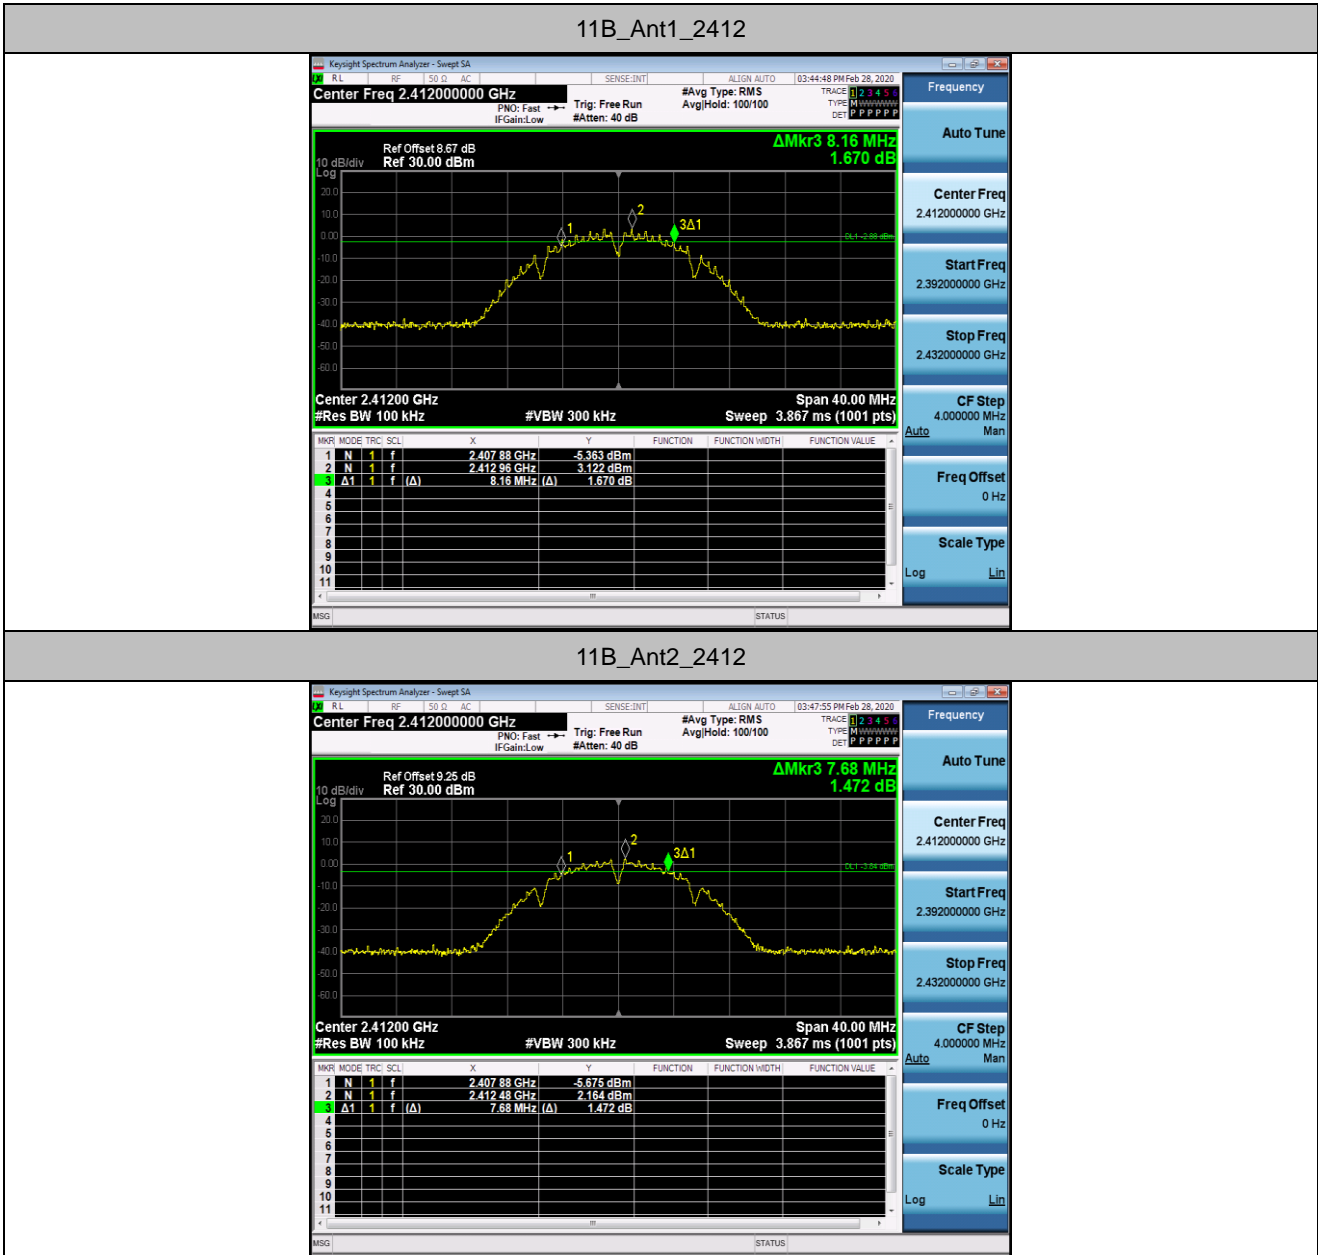 11B_Ant1_2412
Keysight Spectrum Analyzer - Swept SA
RL RF 50 Ω AC SENSE:INT ALIGN AUTO 03:44:48 PM Feb 28, 2020
Center Freq 2.412000000 GHz
PNO: Fast
IFGain:Low
Trig: Free Run
#Atten: 40 dB
#Avg Type: RMS
Avg|Hold: 100/100
TRACE 1 2 3 4 5 6
TYPE M WWWWW
DET P P P P P P
Frequency
Auto Tune
Center Freq
2.412000000 GHz
Start Freq
2.392000000 GHz
Stop Freq
2.432000000 GHz
CF Step
4.000000 MHz
Auto Man
Freq Offset
0 Hz
Scale Type
Log Lin
ΔMkr3 8.16 MHz
1.670 dB
Ref Offset 8.67 dB
10 dB/div Ref 30.00 dBm
Log
20.0
10.0
0.00
-10.0
-20.0
-30.0
-40.0
-50.0
-60.0
1
2
3Δ1
DL1 -2.88 dBm
Center 2.41200 GHz Span 40.00 MHz
#Res BW 100 kHz #VBW 300 kHz Sweep 3.867 ms (1001 pts)
MKR MODE TRC SCL X Y FUNCTION FUNCTION WIDTH FUNCTION VALUE
1 N 1 f 2.407 88 GHz -5.363 dBm
2 N 1 f 2.412 96 GHz 3.122 dBm
3 Δ1 1 f (Δ) 8.16 MHz (Δ) 1.670 dB
4
5
6
7
8
9
10
11
MSG STATUS
11B_Ant2_2412
Keysight Spectrum Analyzer - Swept SA
RL RF 50 Ω AC SENSE:INT ALIGN AUTO 03:47:55 PM Feb 28, 2020
Center Freq 2.412000000 GHz
PNO: Fast
IFGain:Low
Trig: Free Run
#Atten: 40 dB
#Avg Type: RMS
Avg|Hold: 100/100
TRACE 1 2 3 4 5 6
TYPE M WWWWW
DET P P P P P P
Frequency
Auto Tune
Center Freq
2.412000000 GHz
Start Freq
2.392000000 GHz
Stop Freq
2.432000000 GHz
CF Step
4.000000 MHz
Auto Man
Freq Offset
0 Hz
Scale Type
Log Lin
ΔMkr3 7.68 MHz
1.472 dB
Ref Offset 9.25 dB
10 dB/div Ref 30.00 dBm
Log
20.0
10.0
0.00
-10.0
-20.0
-30.0
-40.0
-50.0
-60.0
1
2
3Δ1
DL1 -3.84 dBm
Center 2.41200 GHz Span 40.00 MHz
#Res BW 100 kHz #VBW 300 kHz Sweep 3.867 ms (1001 pts)
MKR MODE TRC SCL X Y FUNCTION FUNCTION WIDTH FUNCTION VALUE
1 N 1 f 2.407 88 GHz -5.675 dBm
2 N 1 f 2.412 48 GHz 2.164 dBm
3 Δ1 1 f (Δ) 7.68 MHz (Δ) 1.472 dB
4
5
6
7
8
9
10
11
MSG STATUS